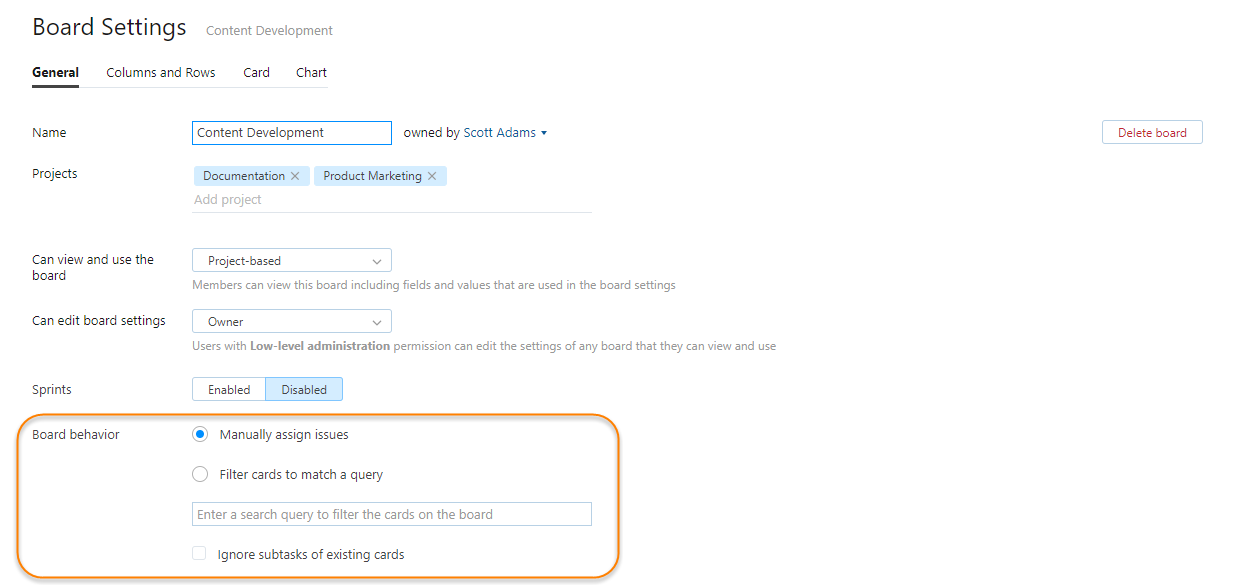 Board Settings Content Development
General Columns and Rows Card Chart
Name Content Development owned by Scott Adams Delete board
Projects Documentation Product Marketing
Add project
Can view and use the board Project-based
Members can view this board including fields and values that are used in the board settings
Can edit board settings Owner
Users with Low-level administration permission can edit the settings of any board that they can view and use
Sprints Enabled Disabled
Board behavior Manually assign issues
Filter cards to match a query
Enter a search query to filter the cards on the board
Ignore subtasks of existing cards